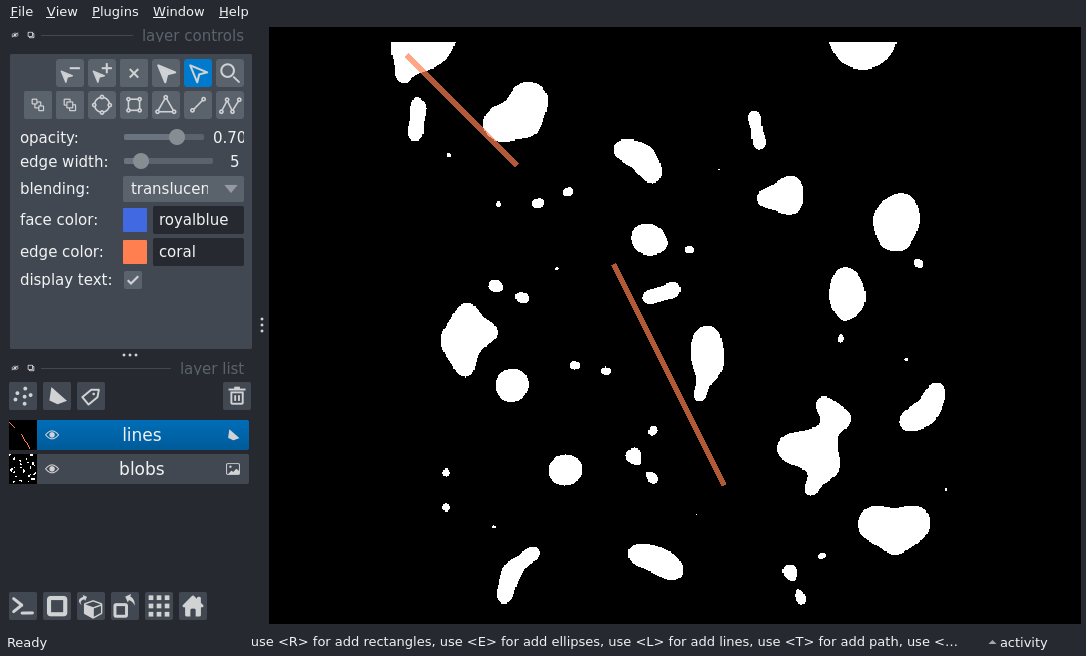 File View Plugins Window Help
layer controls
opacity: 0.70
edge width: 5
blending: translucen
face color: royalblue
edge color: coral
display text:
layer list
lines
blobs
Ready use <R> for add rectangles, use <E> for add ellipses, use <L> for add lines, use <T> for add path, use <... activity